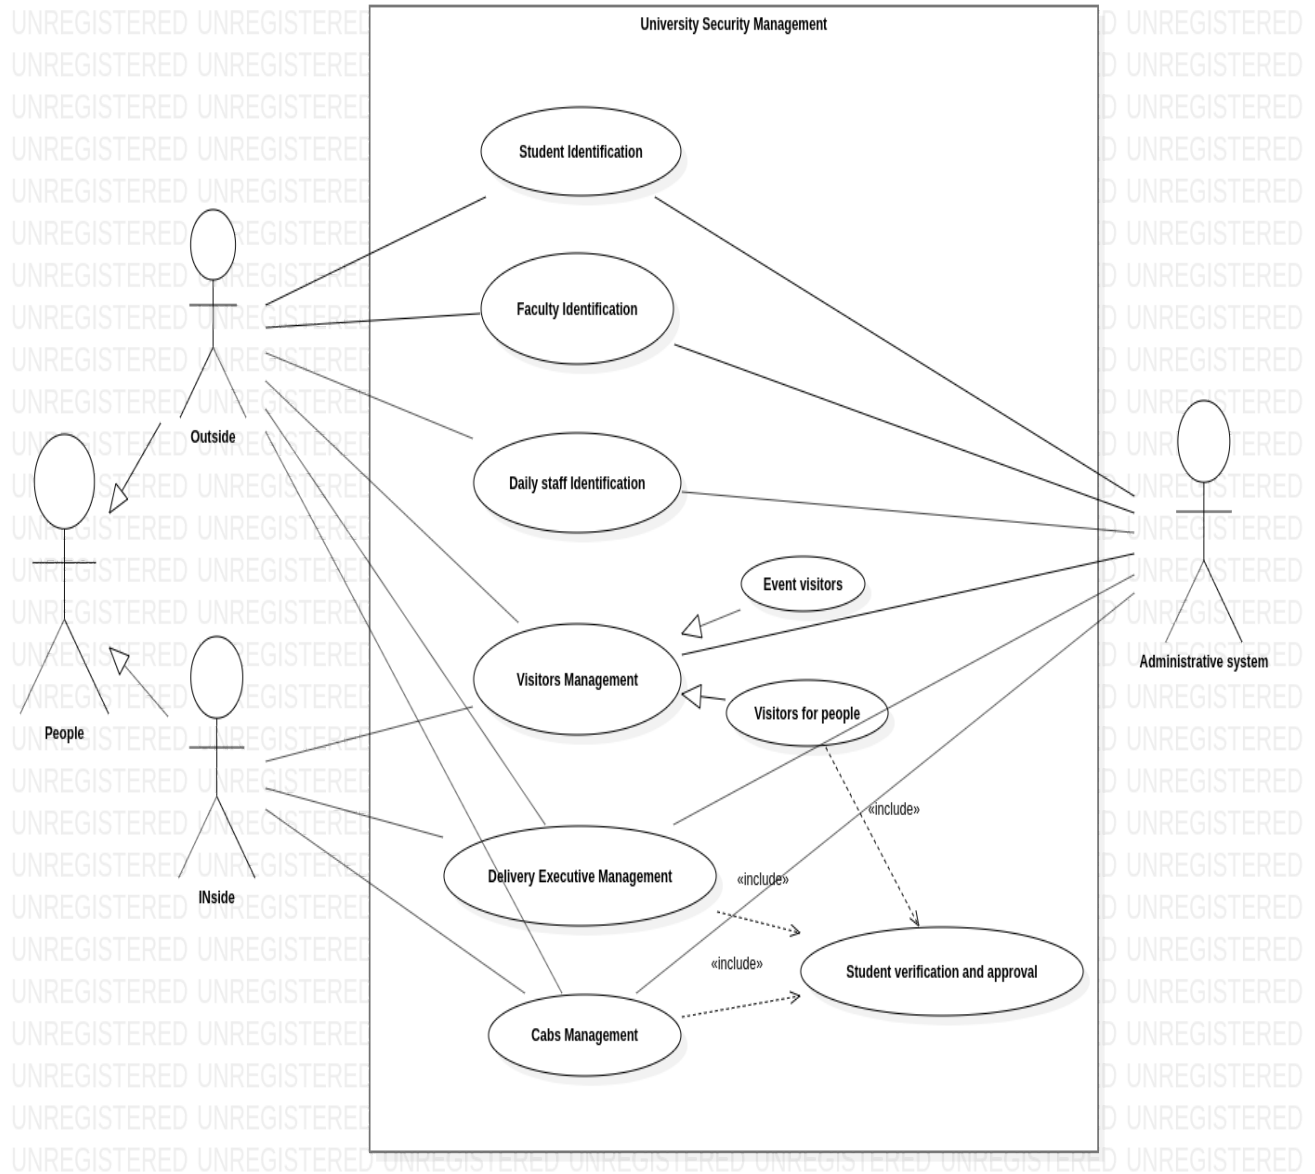 University Security Management
Student Identification
Faculty Identification
Outside
Daily staff Identification
Event visitors
Administrative system
Visitors Management
Visitors for people
People
«include»
Delivery Executive Management
«include»
INside
«include»
Student verification and approval
Cabs Management
UNREGISTERED